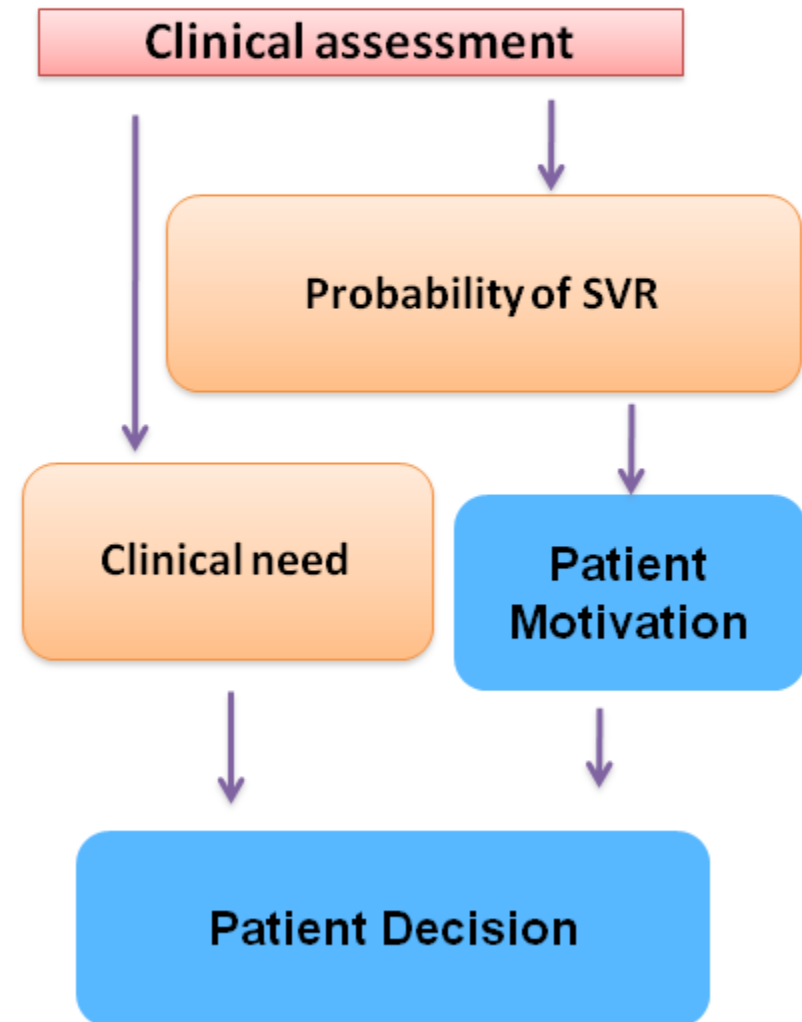 Clinical assessment
Probability of SVR
Clinical need
Patient
Motivation
Patient Decision